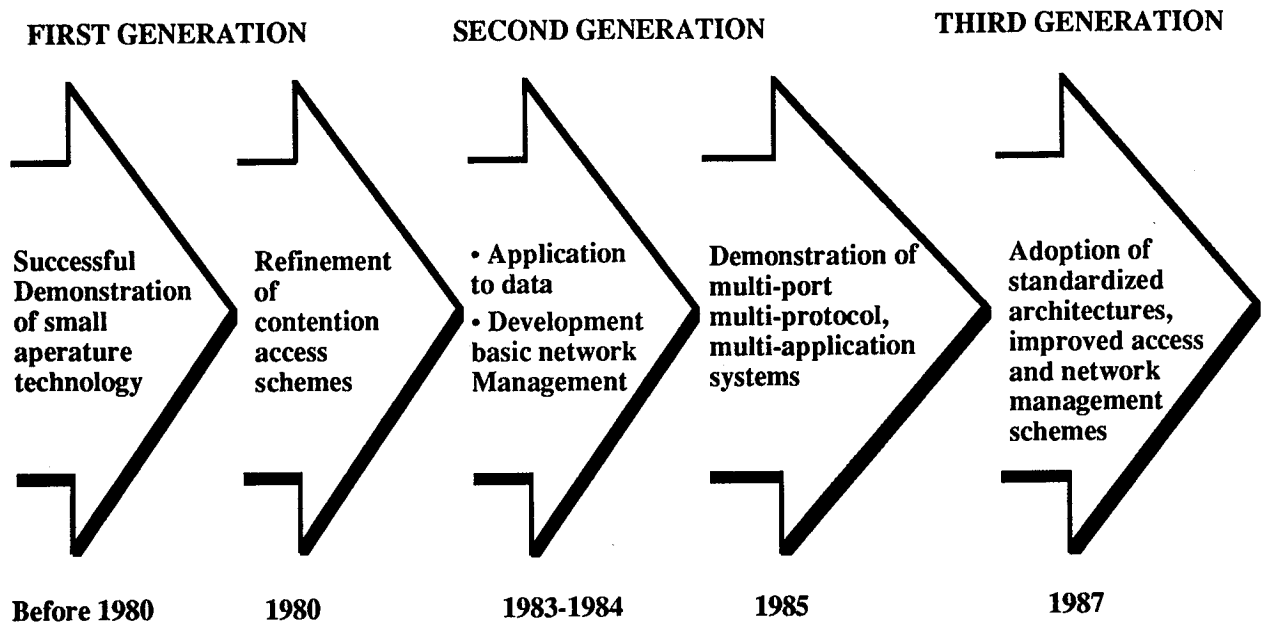 FIRST GENERATION
SECOND GENERATION
THIRD GENERATION
Successful
Demonstration
of small
aperature
technology
Refinement
of
contention
access
schemes
• Application
to data
• Development
basic network
Management
Demonstration of
multi-port
multi-protocol,
multi-application
systems
Adoption of
standardized
architectures,
improved access
and network
management
schemes
Before 1980
1980
1983-1984
1985
1987